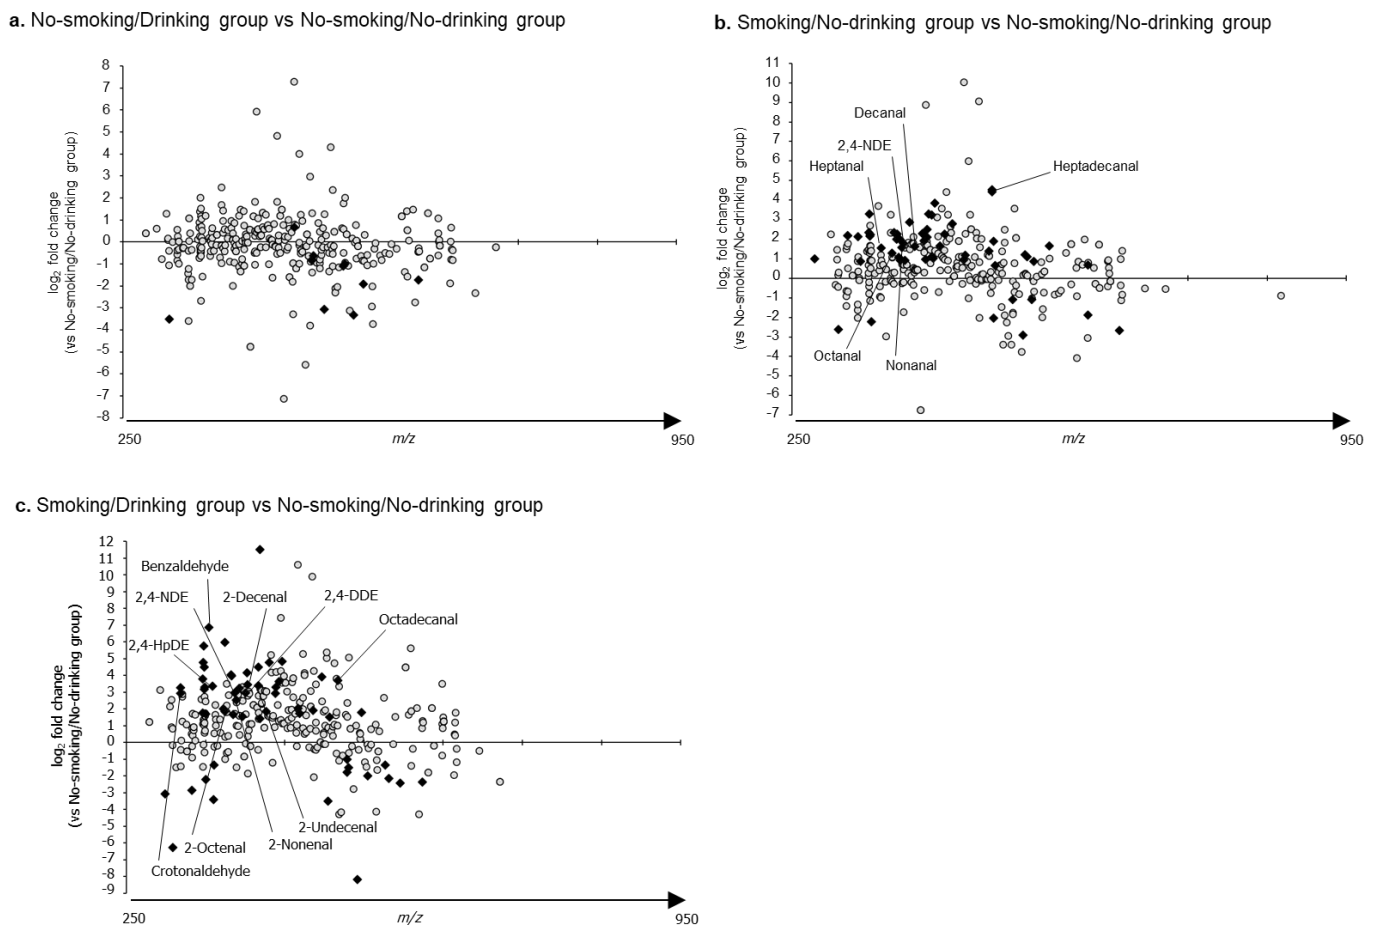 a. No-smoking/Drinking group vs No-smoking/No-drinking group
8
7
6
5
4
3
2
1
0
-1
-2
-3
-4
-5
-6
-7
-8
log2 fold change
(vs No-smoking/No-drinking group)
250
m/z
950
b. Smoking/No-drinking group vs No-smoking/No-drinking group
11
10
9
8
7
6
5
4
3
2
1
0
-1
-2
-3
-4
-5
-6
-7
log2 fold change
(vs No-smoking/No-drinking group)
Decanal
2,4-NDE
Heptanal
Heptadecanal
Octanal
Nonanal
250
m/z
950
c. Smoking/Drinking group vs No-smoking/No-drinking group
12
11
10
9
8
7
6
5
4
3
2
1
0
-1
-2
-3
-4
-5
-6
-7
-8
-9
log2 fold change
(vs No-smoking/No-drinking group)
Benzaldehyde
2,4-NDE
2-Decenal
2,4-DDE
Octadecanal
2,4-HpDE
2-Undecenal
2-Octenal
2-Nonenal
Crotonaldehyde
250
m/z
950